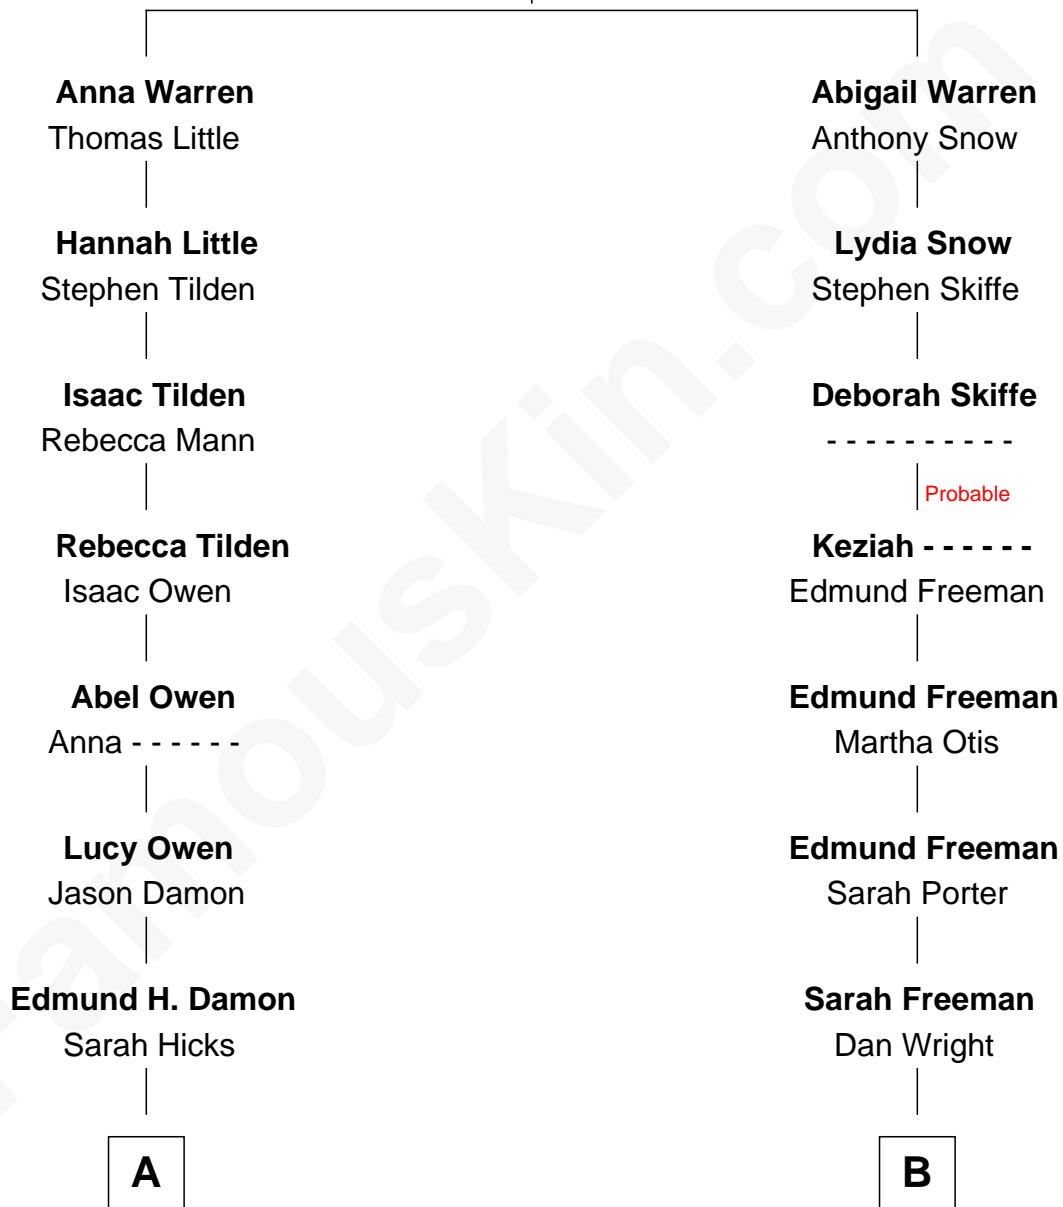 Anna Warren
Thomas Little
Hannah Little
Stephen Tilden
Isaac Tilden
Rebecca Mann
Rebecca Tilden
Isaac Owen
Abel Owen
Anna - - - - - -
Lucy Owen
Jason Damon
Edmund H. Damon
Sarah Hicks
A
Abigail Warren
Anthony Snow
Lydia Snow
Stephen Skiffe
Deborah Skiffe
- - - - - - - - - -
Probable
Keziah - - - - - -
Edmund Freeman
Edmund Freeman
Martha Otis
Edmund Freeman
Sarah Porter
Sarah Freeman
Dan Wright
B
FamousKin.com